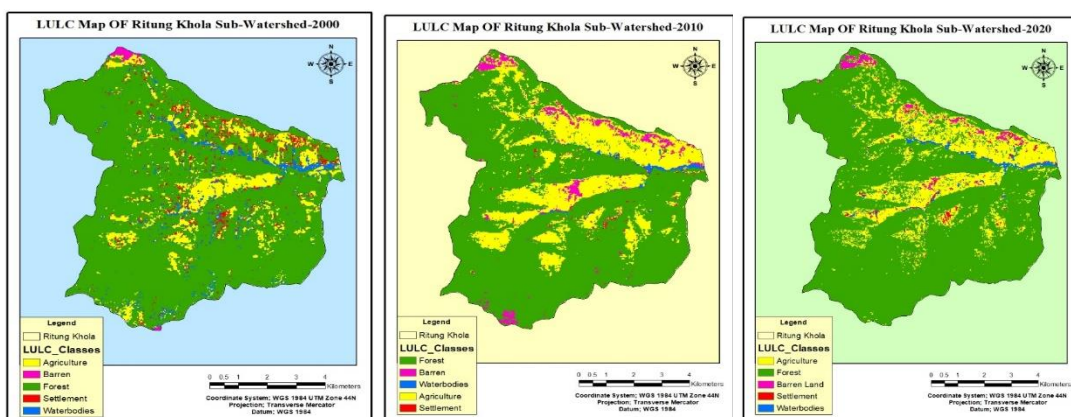 LULC Map OF Ritung Khola Sub-Watershed-2000
N
W E
S
Legend
Ritung Khola
LULC_Classes
Agriculture
Barren
Forest
Settlement
Waterbodies
0 0.5 1 2 3 4
Kilometers
Coordinate System; WGS 1984 UTM Zone 44N
Projection; Transverse Mercator
Datum; WGS 1984
LULC Map OF Ritung Khola Sub-Watershed-2010
N
W E
S
Legend
Ritung Khola
LULC_Classes
Forest
Barren
Waterbodies
Agriculture
Settlement
0 0.5 1 2 3 4
Kilometers
Coordinate System; WGS 1984 UTM Zone 44N
Projection; Transverse Mercator
Datum; WGS 1984
LULC Map OF Ritung Khola Sub-Watershed-2020
N
W E
S
Legend
Ritung Khola
LULC_Classes
Agriculture
Forest
Barren Land
Settlement
Waterbodies
0 0.5 1 2 3 4
Kilometers
Coordinate System; WGS 1984 UTM Zone 44N
Projection; Transverse Mercator
Datum; WGS 1984